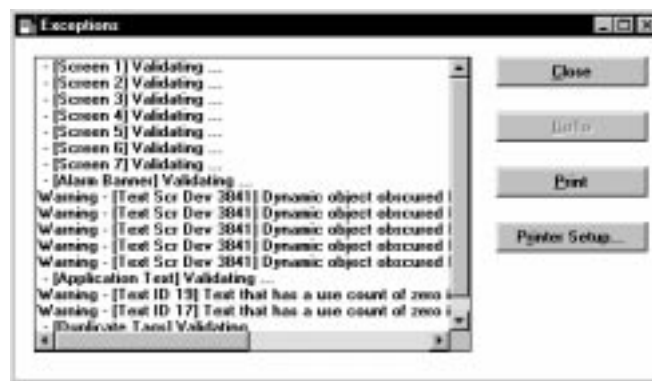 Exceptions
- [Screen 1] Validating ...
- [Screen 2] Validating ...
- [Screen 3] Validating ...
- [Screen 4] Validating ...
- [Screen 5] Validating ...
- [Screen 6] Validating ...
- [Screen 7] Validating ...
- [Alarm Banner] Validating ...
Warning - [Text Scr Dev 3841] Dynamic object obscured
Warning - [Text Scr Dev 3841] Dynamic object obscured
Warning - [Text Scr Dev 3841] Dynamic object obscured
Warning - [Text Scr Dev 3841] Dynamic object obscured
Warning - [Text Scr Dev 3841] Dynamic object obscured
- [Application Text] Validating ...
Warning - [Text ID 19] Text that has a use count of zero
Warning - [Text ID 17] Text that has a use count of zero
- [Duplicate Tags] Validating
Close
GoTo
Print
Printer Setup...